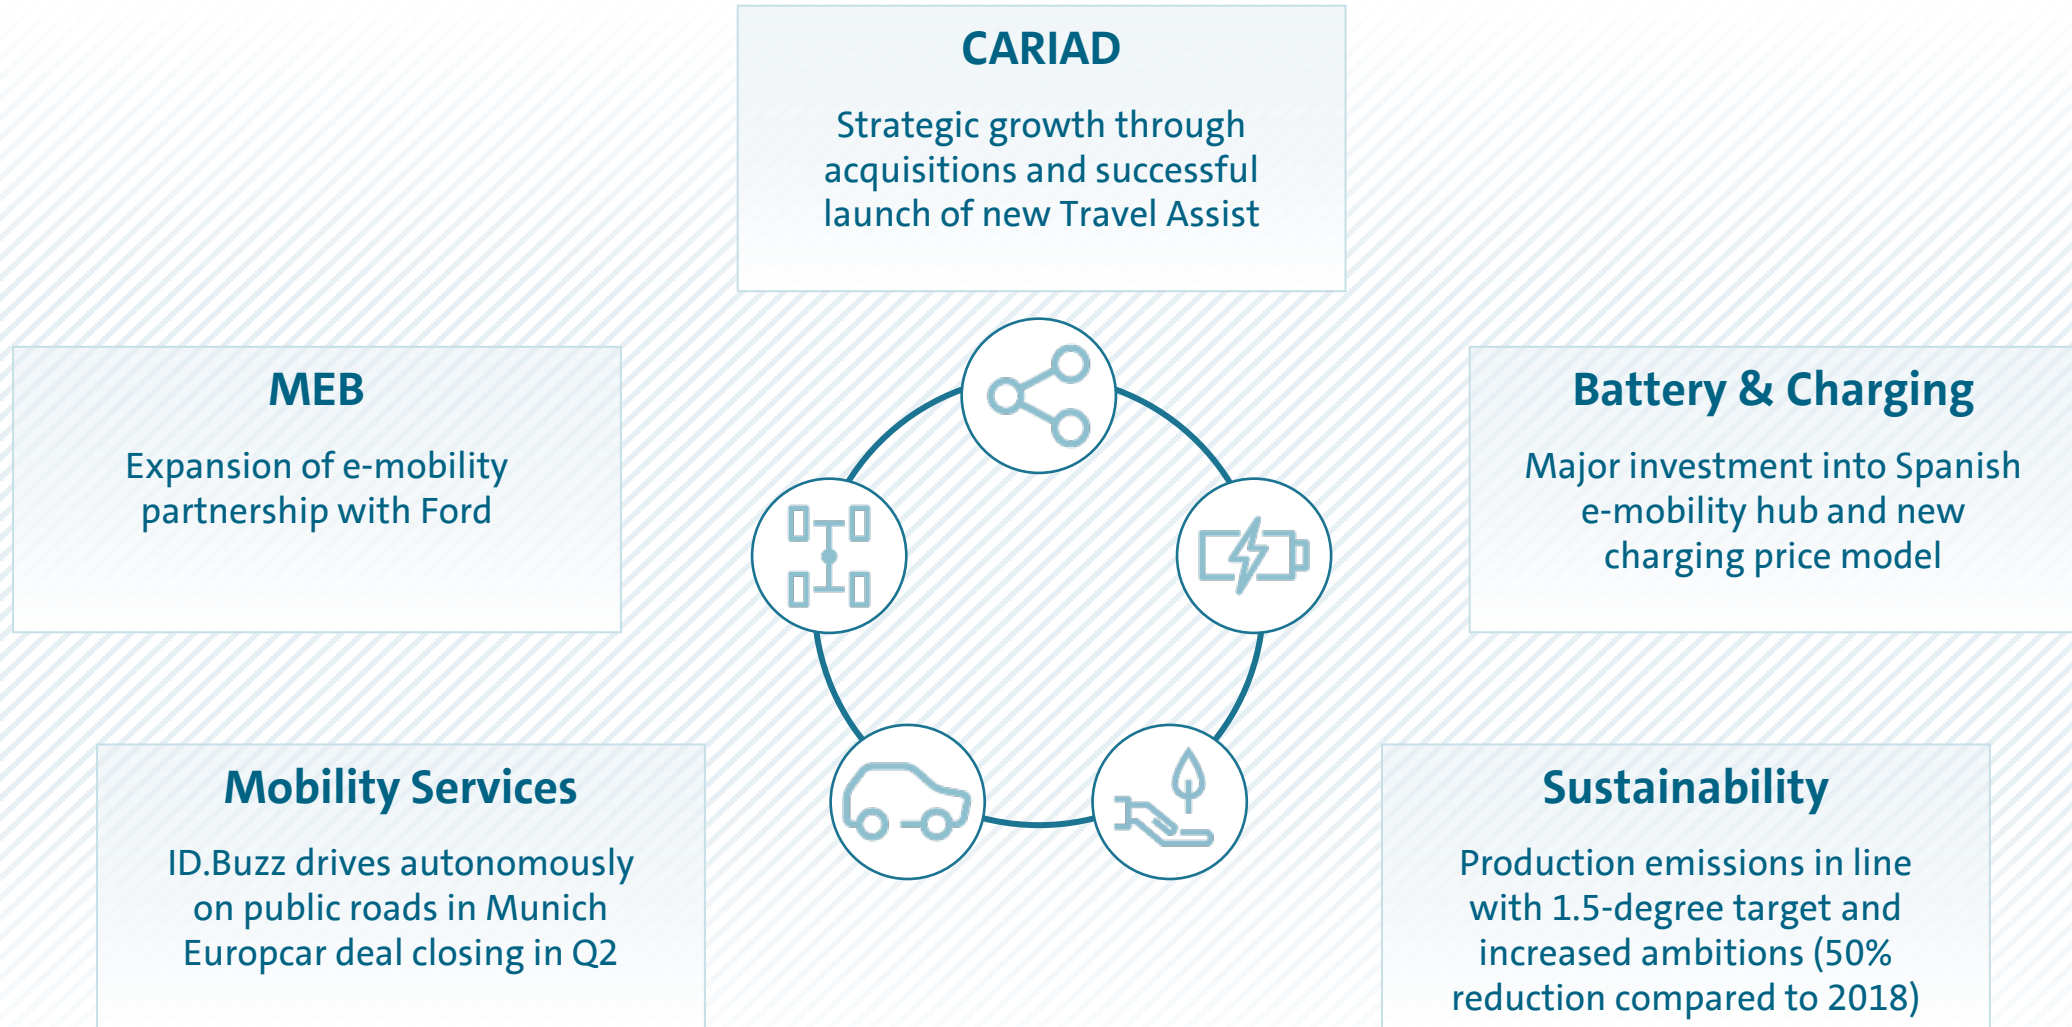 CARIAD
Strategic growth through
acquisitions and successful
launch of new Travel Assist
MEB
Expansion of e-mobility
partnership with Ford
Battery & Charging
Major investment into Spanish
e-mobility hub and new
charging price model
Mobility Services
ID.Buzz drives autonomously
on public roads in Munich
Europcar deal closing in Q2
Sustainability
Production emissions in line
with 1.5-degree target and
increased ambitions (50%
reduction compared to 2018)